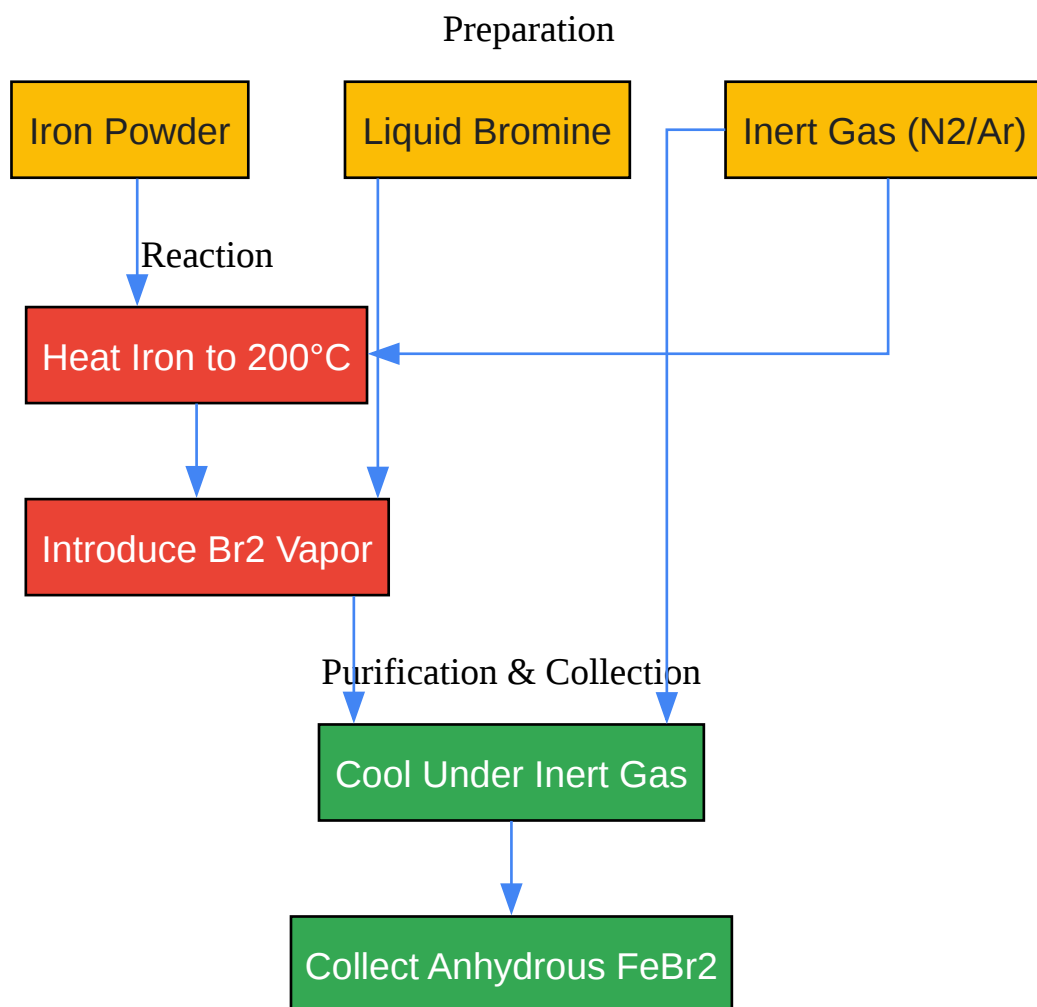 Preparation
Iron Powder
Liquid Bromine
Inert Gas (N2/Ar)
Reaction
Heat Iron to 200°C
Introduce Br2 Vapor
Purification & Collection
Cool Under Inert Gas
Collect Anhydrous FeBr2